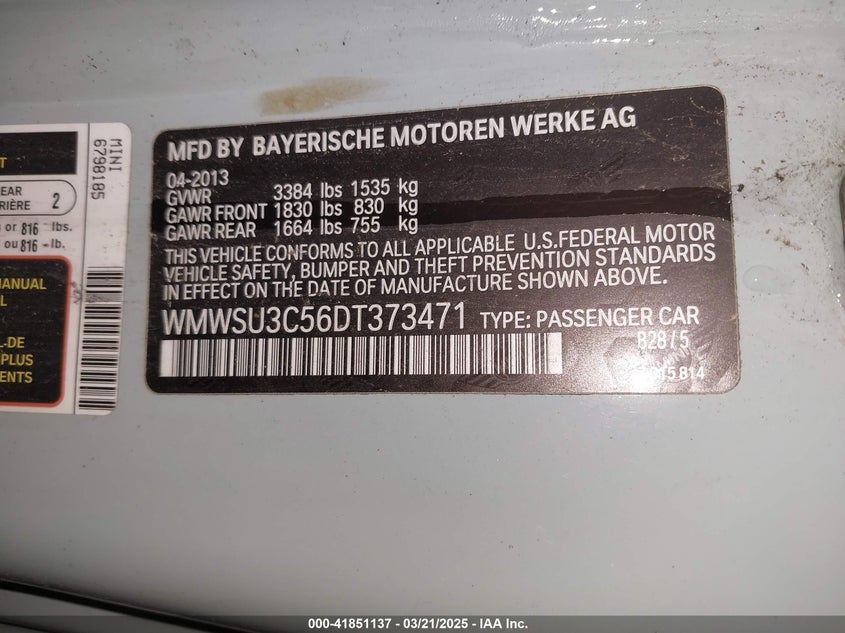 MFD BY BAYERISCHE MOTOREN WERKE AG
04-2013
GVWR 3384 lbs 1535 kg
GAWR FRONT 1830 lbs 830 kg
GAWR REAR 1664 lbs 755 kg
THIS VEHICLE CONFORMS TO ALL APPLICABLE U.S.FEDERAL MOTOR
VEHICLE SAFETY, BUMPER AND THEFT PREVENTION STANDARDS
IN EFFECT ON THE DATE OF MANUFACTURE SHOWN ABOVE.
WMWSU3C56DT373471 TYPE: PASSENGER CAR
B28/5
15 814
MINI
6798185
2
or 816 lbs.
ou 816 lb.
MANUAL
L-DE
PLUS
000-41851137 — 03/21/2025 — IAA Inc.